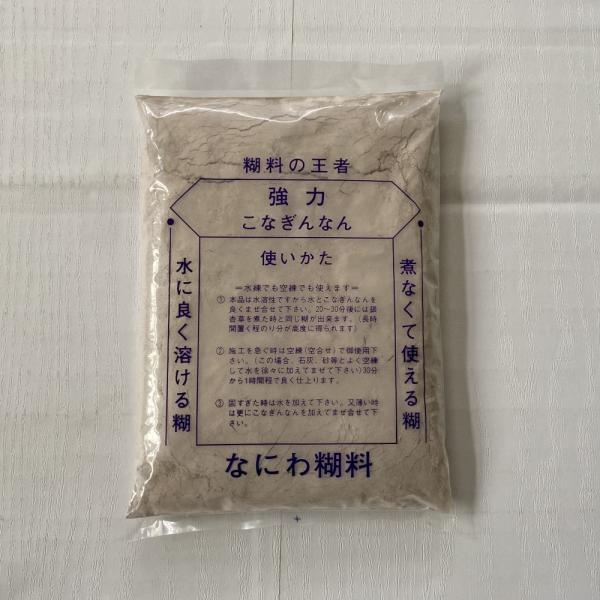 糊料の王者
強力
こなぎんなん
水に良く溶ける糊
煮なくて使える糊
使いかた
=水練でも空練でも使えます=
① 本品は水溶性ですから水とこなぎんなんを
良くまぜ合せて下さい。20〜30分後には銀
杏草を煮た時と同じ糊が出来ます。(長時
間置く程のり分が高度に得られます)
② 施工を急ぐ時は空練(空合せ)で御使用下
さい。(この場合、石灰、砂等とよく空練
して水を徐々に加えてまぜて下さい)30分
から1時間程で良く仕上ります。
③ 固すぎた時は水を加えて下さい。又薄い時
は更にこなぎんなんを加えてまぜ合せて下
さい。
なにわ糊料